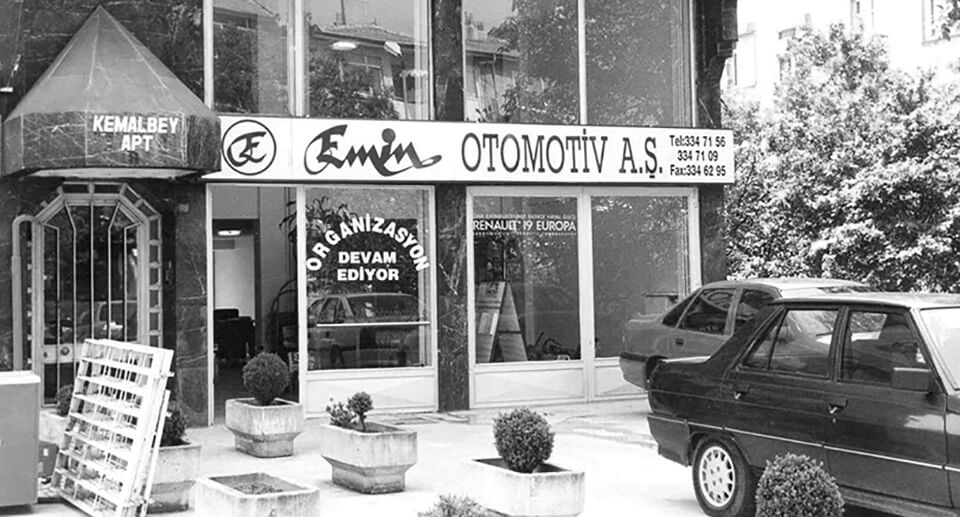 KEMALBEY
APT
Emin OTOMOTİV A.Ş.
Tel:334 71 56
334 71 09
Fax:334 62 95
ORGANİZASYON
DEVAM
EDİYOR
RENAULT 19 EUROPA